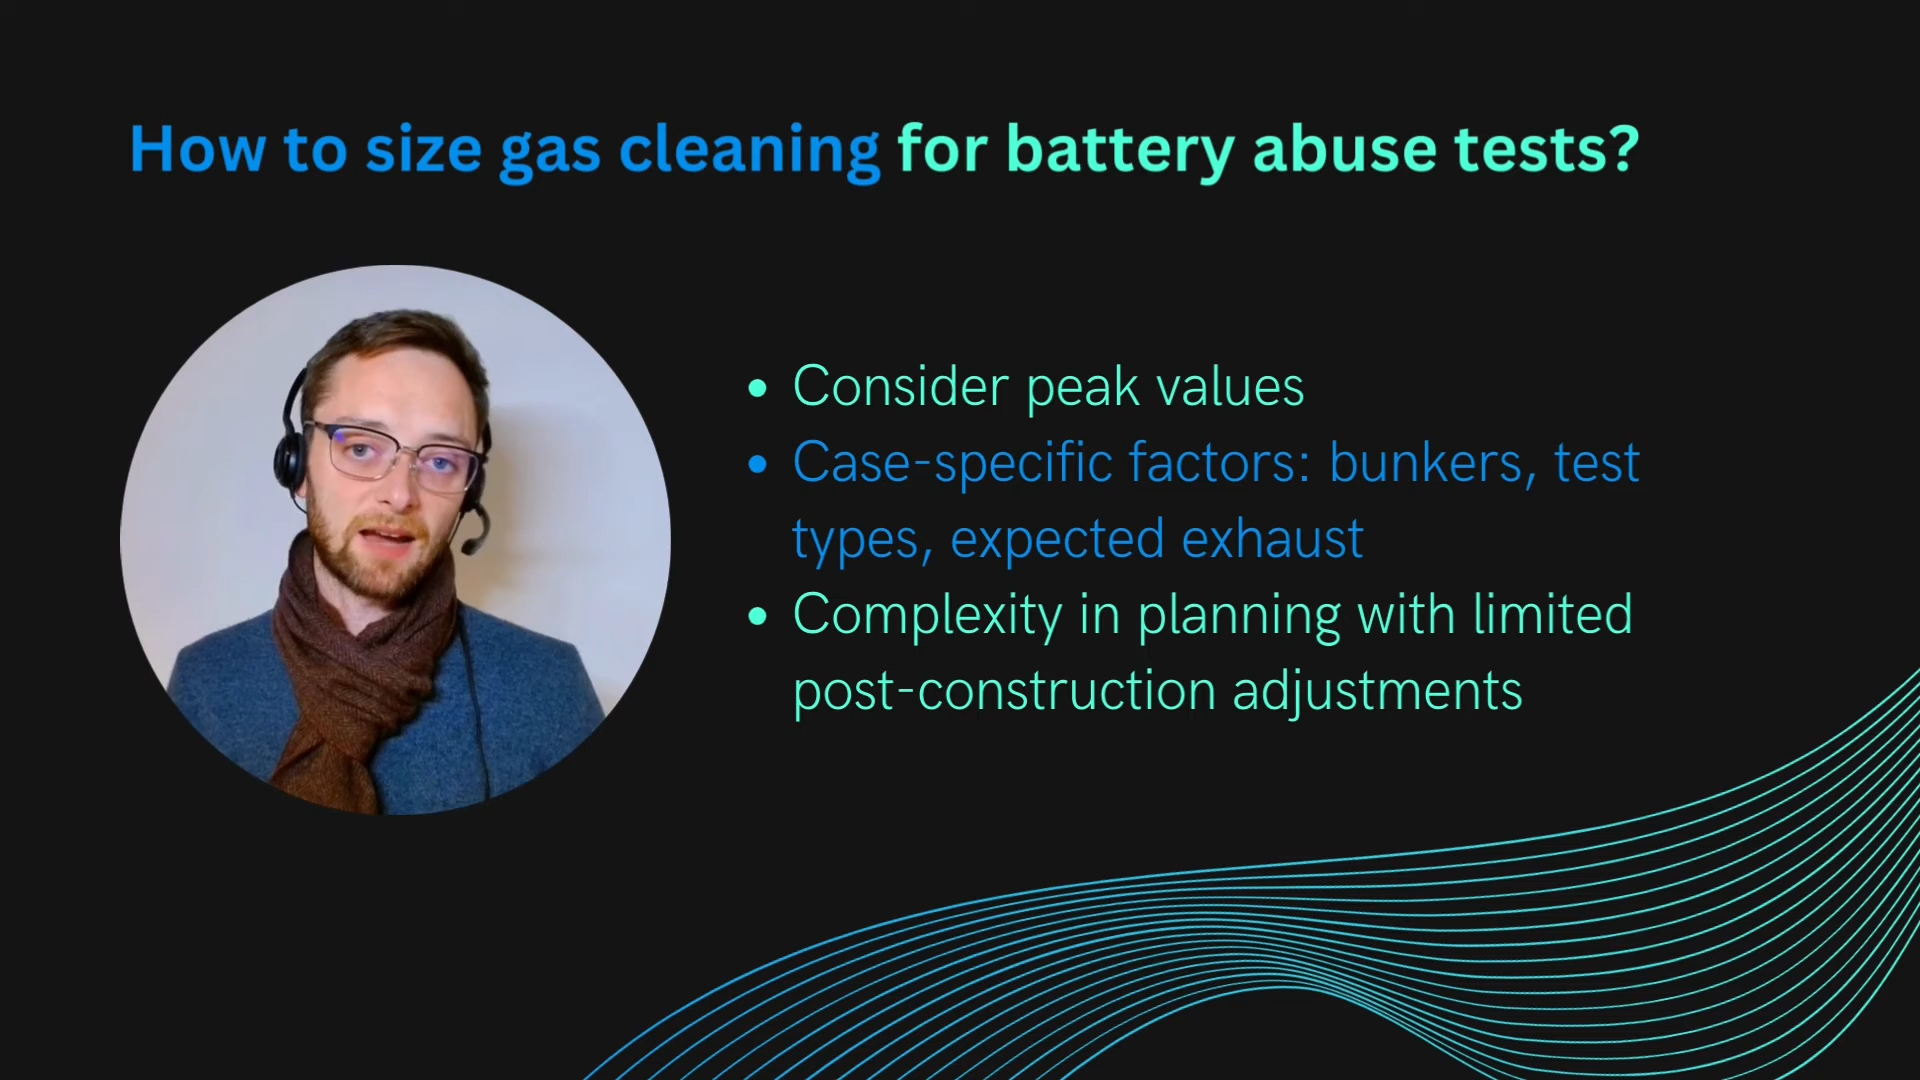 How to size gas cleaning for battery abuse tests?
• Consider peak values
• Case-specific factors: bunkers, test
types, expected exhaust
• Complexity in planning with limited
post-construction adjustments